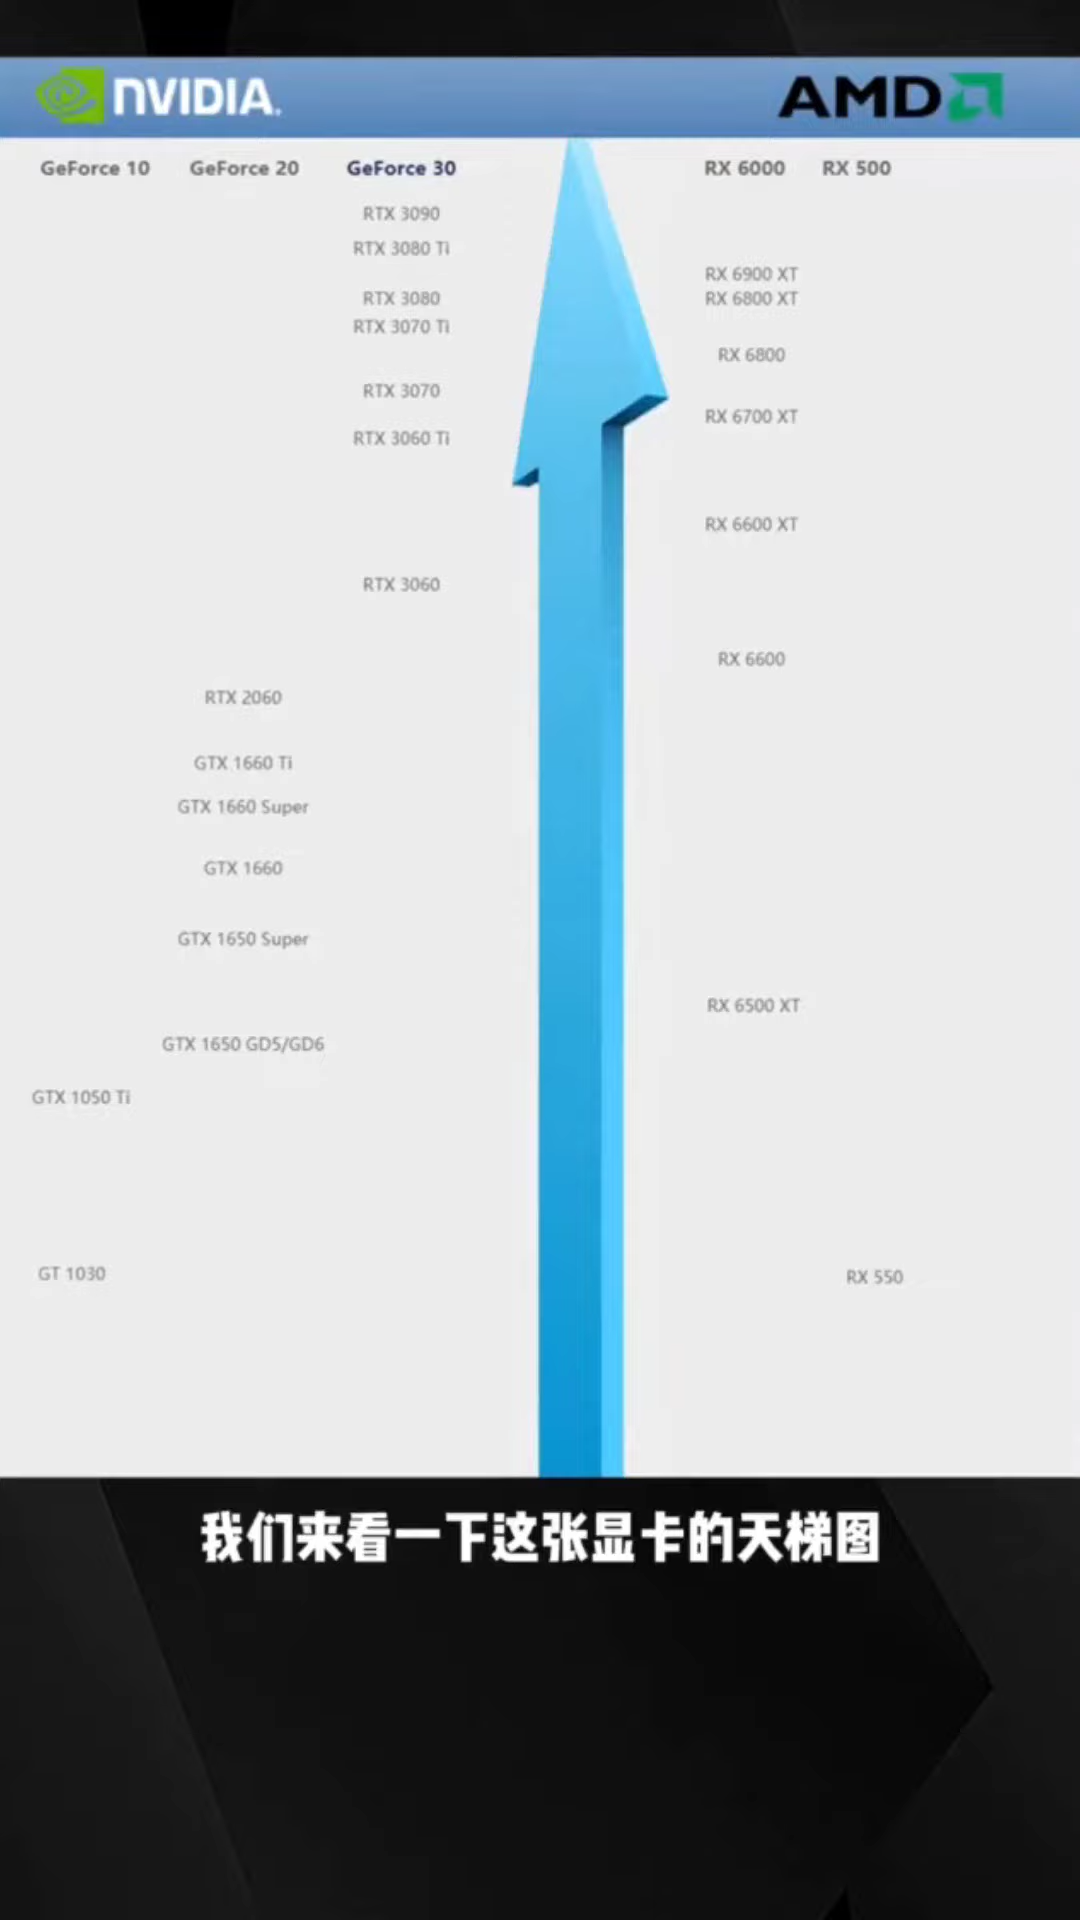 NVIDIA.
AMD
GeForce 10 GeForce 20 GeForce 30 RX 6000 RX 500
RTX 3090
RTX 3080 Ti
RX 6900 XT
RTX 3080 RX 6800 XT
RTX 3070 Ti
RX 6800
RTX 3070
RX 6700 XT
RTX 3060 Ti
RX 6600 XT
RTX 3060
RX 6600
RTX 2060
GTX 1660 Ti
GTX 1660 Super
GTX 1660
GTX 1650 Super
RX 6500 XT
GTX 1650 GD5/GD6
GTX 1050 Ti
GT 1030 RX 550
我们来看一下这张显卡的天梯图